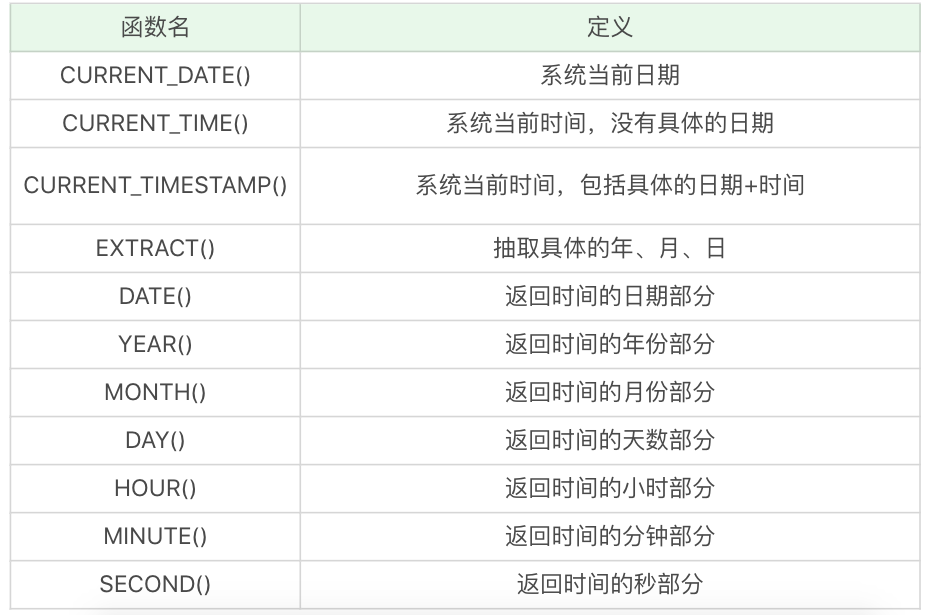 函数名 定义
CURRENT_DATE() 系统当前日期
CURRENT_TIME() 系统当前时间，没有具体的日期
CURRENT_TIMESTAMP() 系统当前时间，包括具体的日期+时间
EXTRACT() 抽取具体的年、月、日
DATE() 返回时间的日期部分
YEAR() 返回时间的年份部分
MONTH() 返回时间的月份部分
DAY() 返回时间的天数部分
HOUR() 返回时间的小时部分
MINUTE() 返回时间的分钟部分
SECOND() 返回时间的秒部分